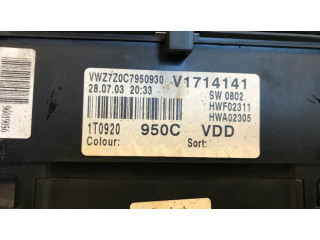 VWZ7Z0C7950930 V1714141
28.07.03 20:33 SW 0802
HWF02311
HWA02305
1T0920 950C VDD
Colour: Sort: